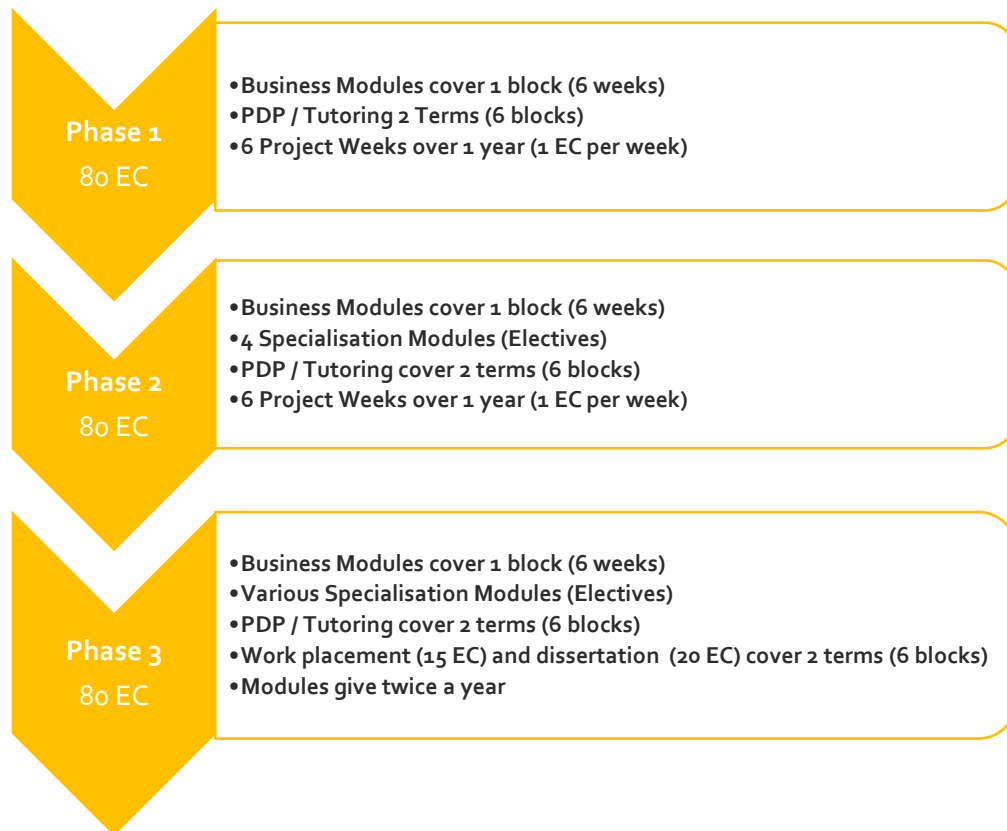 Phase 1
80 EC
•Business Modules cover 1 block (6 weeks)
•PDP / Tutoring 2 Terms (6 blocks)
•6 Project Weeks over 1 year (1 EC per week)
Phase 2
80 EC
•Business Modules cover 1 block (6 weeks)
•4 Specialisation Modules (Electives)
•PDP / Tutoring cover 2 terms (6 blocks)
•6 Project Weeks over 1 year (1 EC per week)
Phase 3
80 EC
•Business Modules cover 1 block (6 weeks)
•Various Specialisation Modules (Electives)
•PDP / Tutoring cover 2 terms (6 blocks)
•Work placement (15 EC) and dissertation (20 EC) cover 2 terms (6 blocks)
•Modules give twice a year